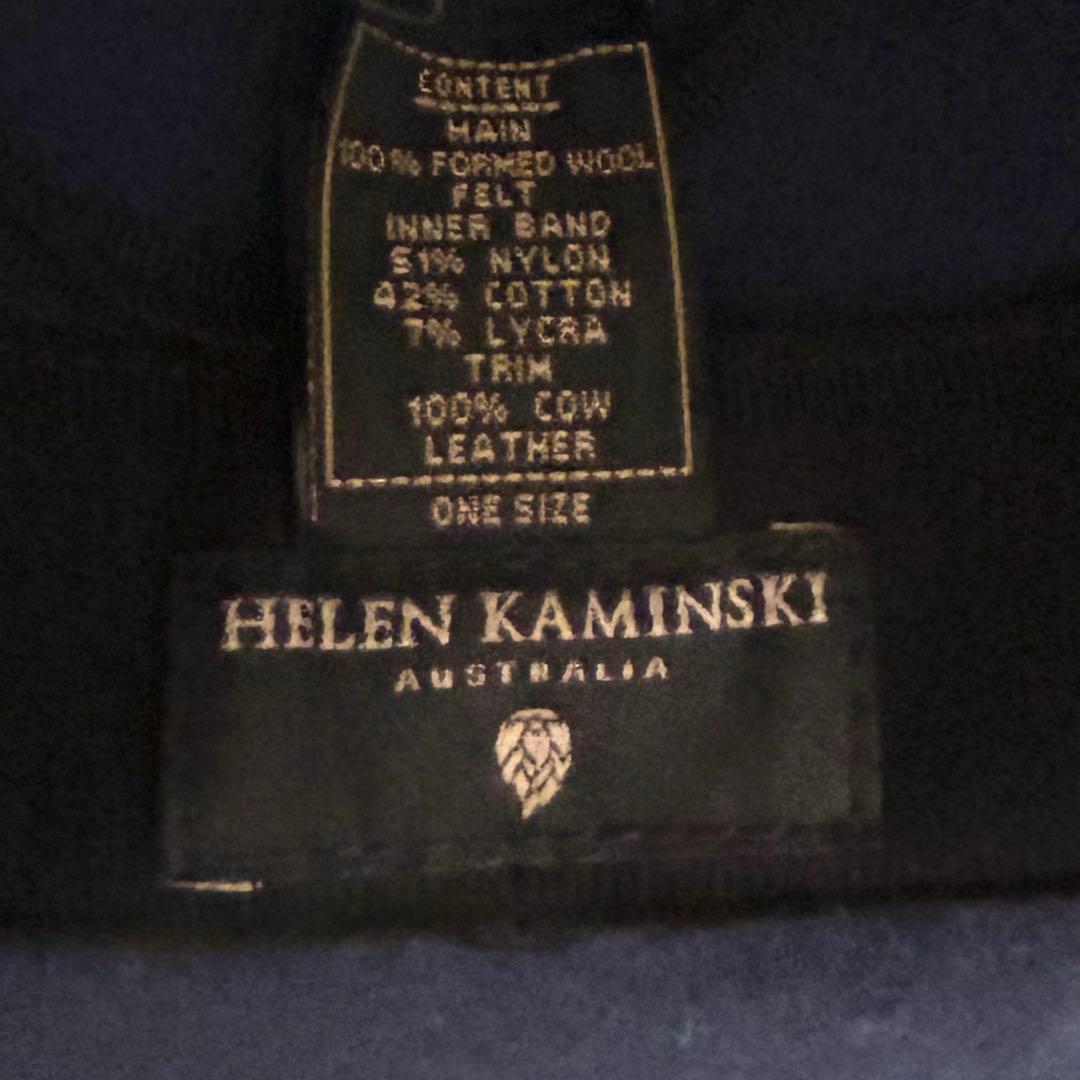 CONTENT
MAIN
100% FORMED WOOL
FELT
INNER BAND
51% NYLON
42% COTTON
7% LYCRA
TRIM
100% COW
LEATHER
ONE SIZE
HELEN KAMINSKI
AUSTRALIA